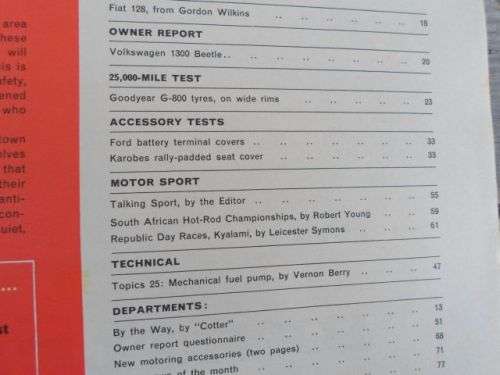 area
these
will
is is
fety,
ened
who
town
elves
that
their
anti-
con-
uiet,
....
st
Fiat 128, from Gordon Wilkins .. .. .. .. 18
OWNER REPORT
Volkswagen 1300 Beetle.. .. .. .. .. .. 20
25,000-MILE TEST
Goodyear G-800 tyres, on wide rims .. .. .. .. 23
ACCESSORY TESTS
Ford battery terminal covers .. .. .. .. .. 33
Karobes rally-padded seat cover .. .. .. .. .. 33
MOTOR SPORT
Talking Sport, by the Editor .. .. .. .. .. 55
South African Hot-Rod Championships, by Robert Young .. .. 59
Republic Day Races, Kyalami, by Leicester Symons .. .. .. 61
TECHNICAL
Topics 25: Mechanical fuel pump, by Vernon Berry .. .. .. 47
DEPARTMENTS:
By the Way, by "Cotter" .. .. .. .. .. .. 13
Owner report questionnaire .. .. .. .. .. .. 51
New motoring accessories (two pages) .. .. .. .. 68
71
of the month .. .. .. .. .. 77